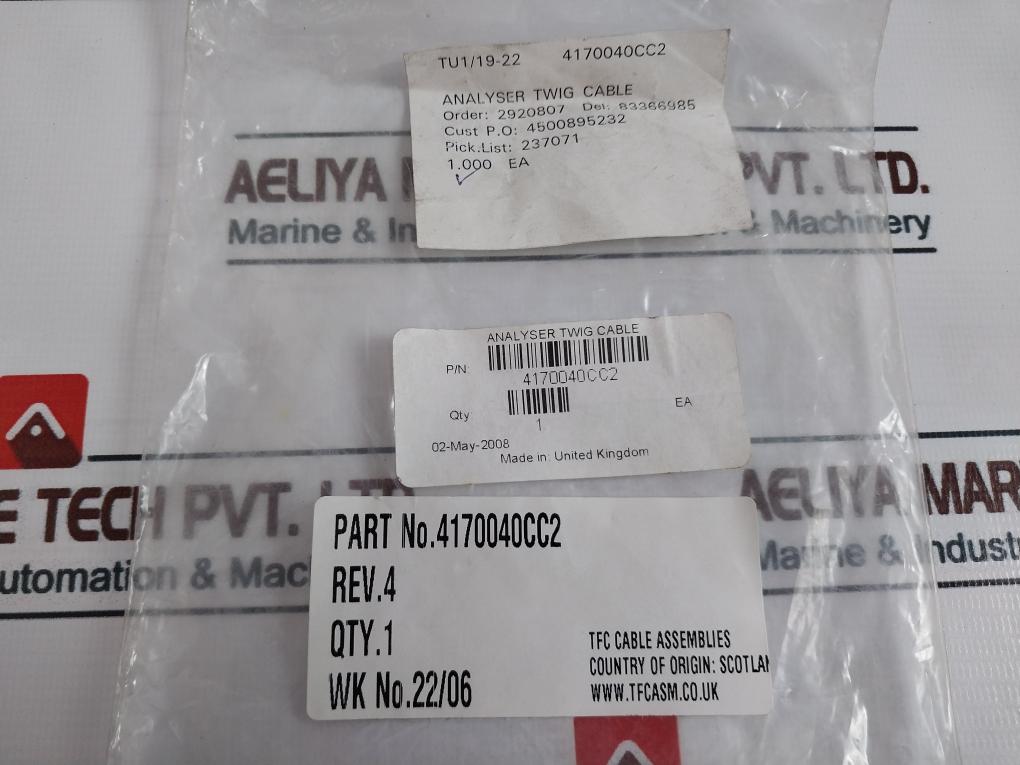 TU1/19-22 4170040CC2
ANALYSER TWIG CABLE
Order: 2920807 Del: 83366985
Cust P.O: 4500895232
Pick.List: 237071
1.000 EA
AELIYA PVT. LTD.
Marine & & Machinery
ANALYSER TWIG CABLE
P/N: 4170040CC2
Qty 1 EA
02-May-2008
Made in: United Kingdom
E TECH PVT. LTD
AELIYA MAR
utomation & Mac
Marine & Industr
PART No.4170040CC2
REV.4
QTY.1
WK No.22/06
TFC CABLE ASSEMBLIES
COUNTRY OF ORIGIN: SCOTLAN
WWW.TFCASM.CO.UK